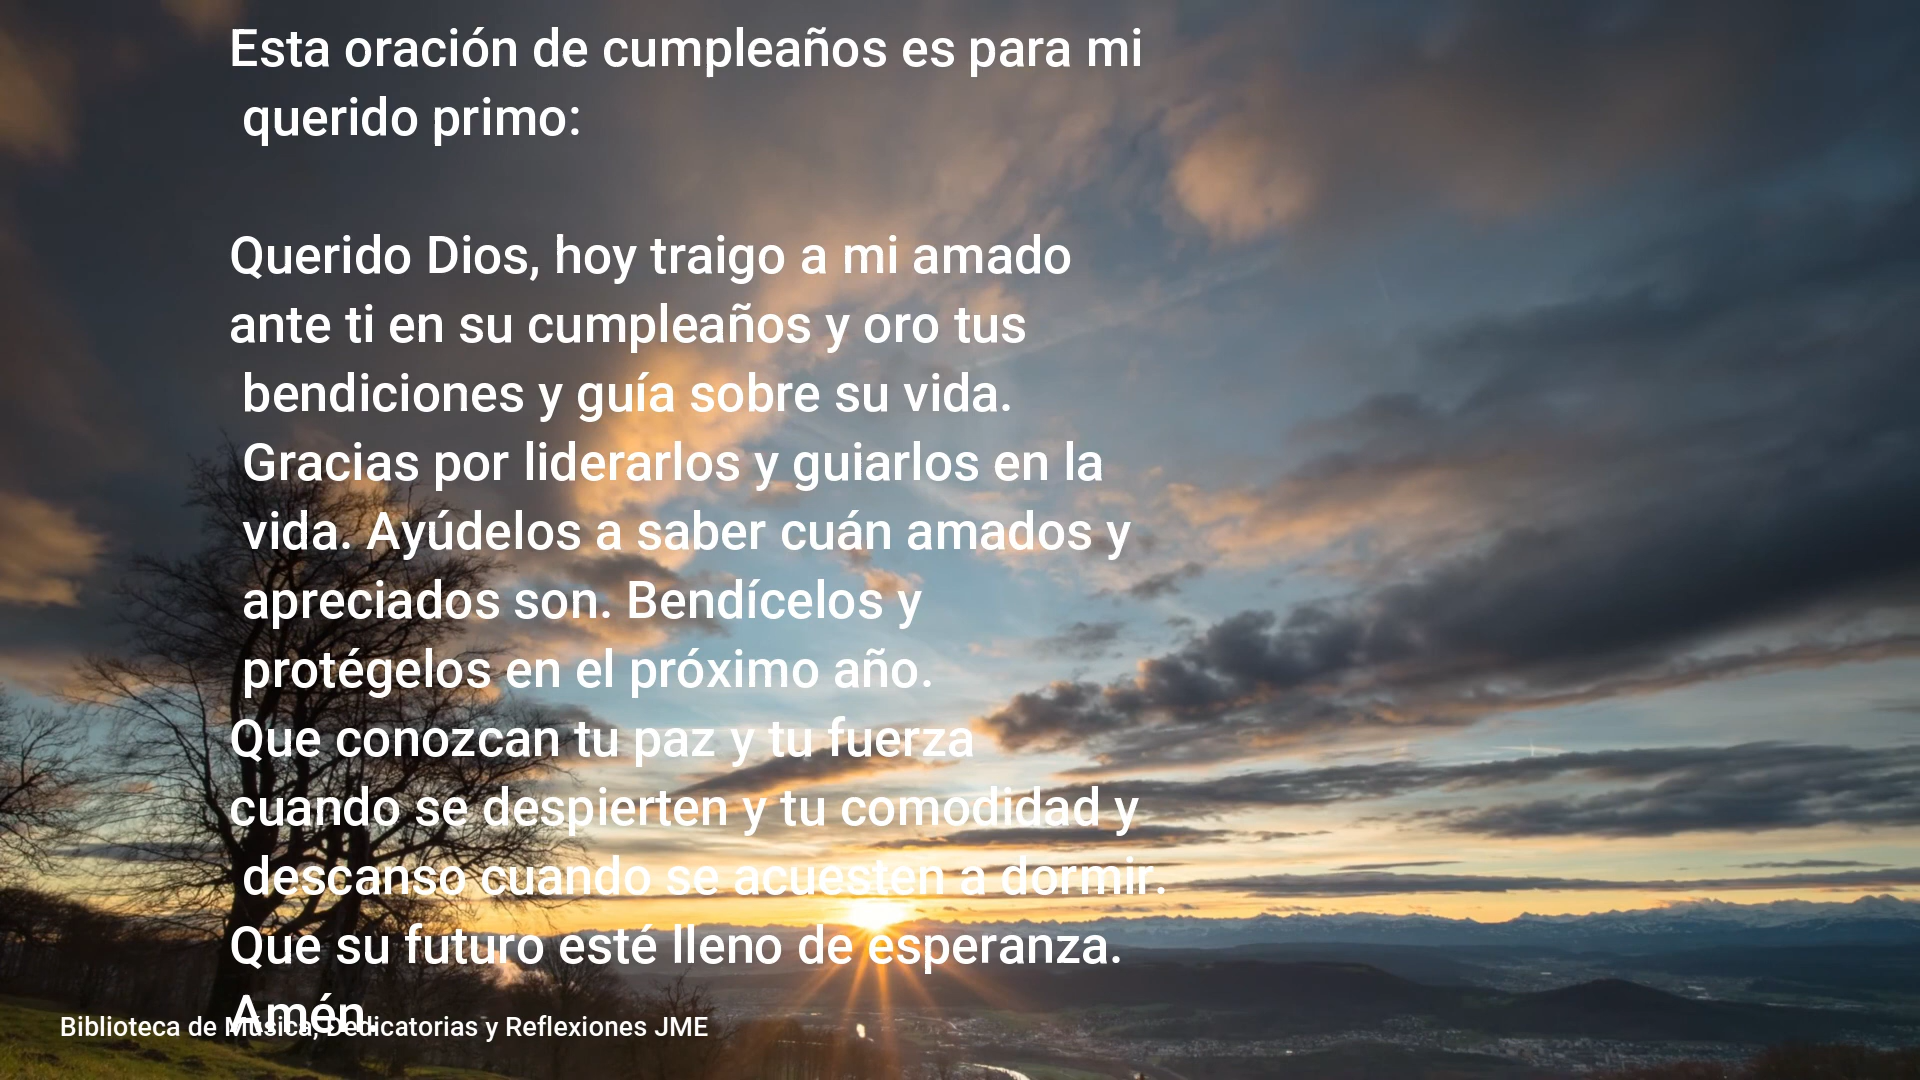 Esta oración de cumpleaños es para mi
querido primo:
Querido Dios, hoy traigo a mi amado
ante ti en su cumpleaños y oro tus
bendiciones y guía sobre su vida.
Gracias por liderarlos y guiarlos en la
vida. Ayúdelos a saber cuán amados y
apreciados son. Bendícelos y
protégelos en el próximo año.
Que conozcan tu paz y tu fuerza
cuando se despierten y tu comodidad y
descanso cuando se acuesten a dormir.
Que su futuro esté lleno de esperanza.
Amén.
Biblioteca de Música, Dedicatorias y Reflexiones JME